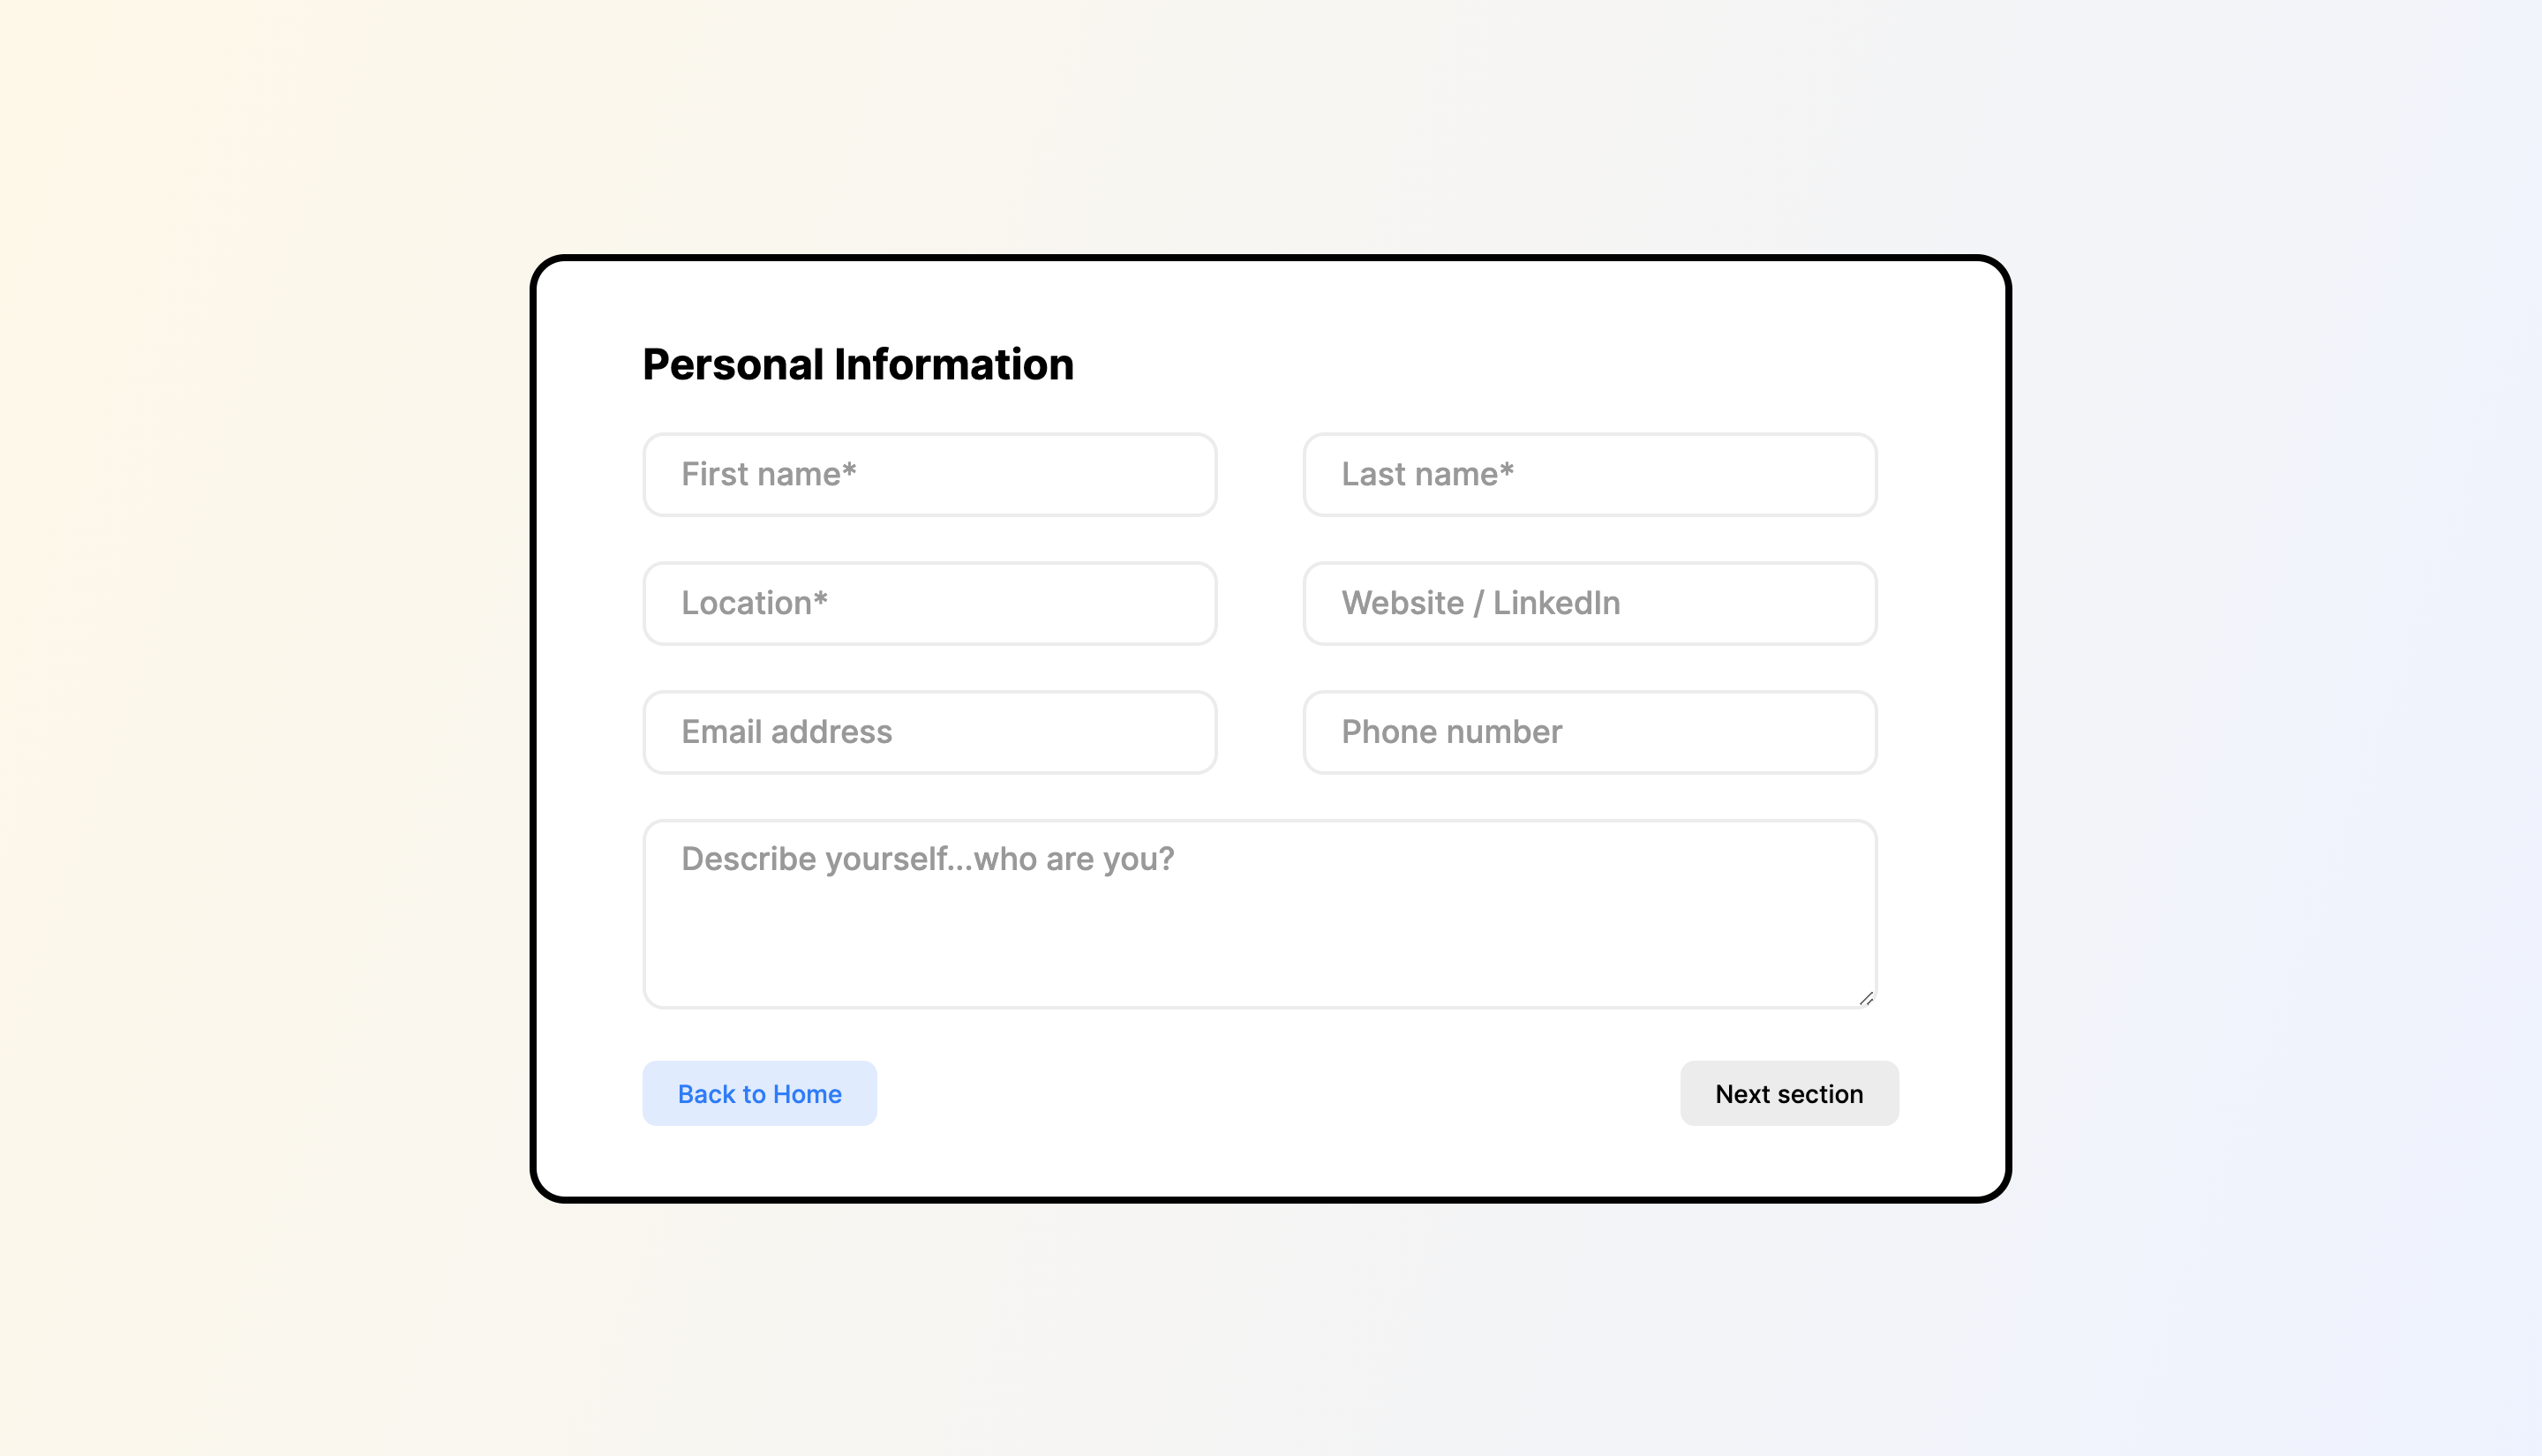 Personal Information
First name*
Last name*
Location*
Website / LinkedIn
Email address
Phone number
Describe yourself...who are you?
Back to Home
Next section